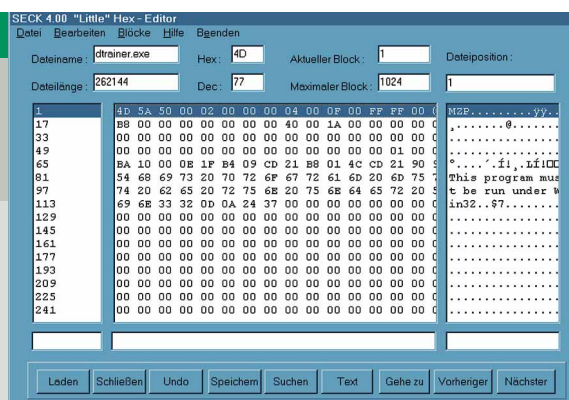 SECK 4.00 "Little" Hex - Editor
Datei Bearbeiten Blöcke Hilfe Beenden
Dateiname: dtrainer.exe Hex: 4D Aktueller Block: 1 Dateiposition:
Dateilänge: 262144 Dec: 77 Maximaler Block: 1024 1
1 4D 5A 50 00 02 00 00 00 04 00 0F 00 FF FF 00 MZP.........ÿÿ..
17 B8 00 00 00 00 00 00 00 40 00 1A 00 00 00 00 ¸.......@.......
33 00 00 00 00 00 00 00 00 00 00 00 00 00 00 00 ................
49 00 00 00 00 00 00 00 00 00 00 00 00 00 01 00 ................
65 BA 10 00 0E 1F B4 09 CD 21 B8 01 4C CD 21 90 °....´.Í!¸.LÍ!
81 54 68 69 73 20 70 72 6F 67 72 61 6D 20 6D 75 This program mus
97 74 20 62 65 20 72 75 6E 20 75 6E 64 65 72 20 t be run under W
113 69 6E 33 32 0D 0A 24 37 00 00 00 00 00 00 00 in32..$7........
129 00 00 00 00 00 00 00 00 00 00 00 00 00 00 00 ................
145 00 00 00 00 00 00 00 00 00 00 00 00 00 00 00 ................
161 00 00 00 00 00 00 00 00 00 00 00 00 00 00 00 ................
177 00 00 00 00 00 00 00 00 00 00 00 00 00 00 00 ................
193 00 00 00 00 00 00 00 00 00 00 00 00 00 00 00 ................
209 00 00 00 00 00 00 00 00 00 00 00 00 00 00 00 ................
225 00 00 00 00 00 00 00 00 00 00 00 00 00 00 00 ................
241 00 00 00 00 00 00 00 00 00 00 00 00 00 00 00 ................
Laden Schließen Undo Speichern Suchen Text Gehe zu Vorheriger Nächster